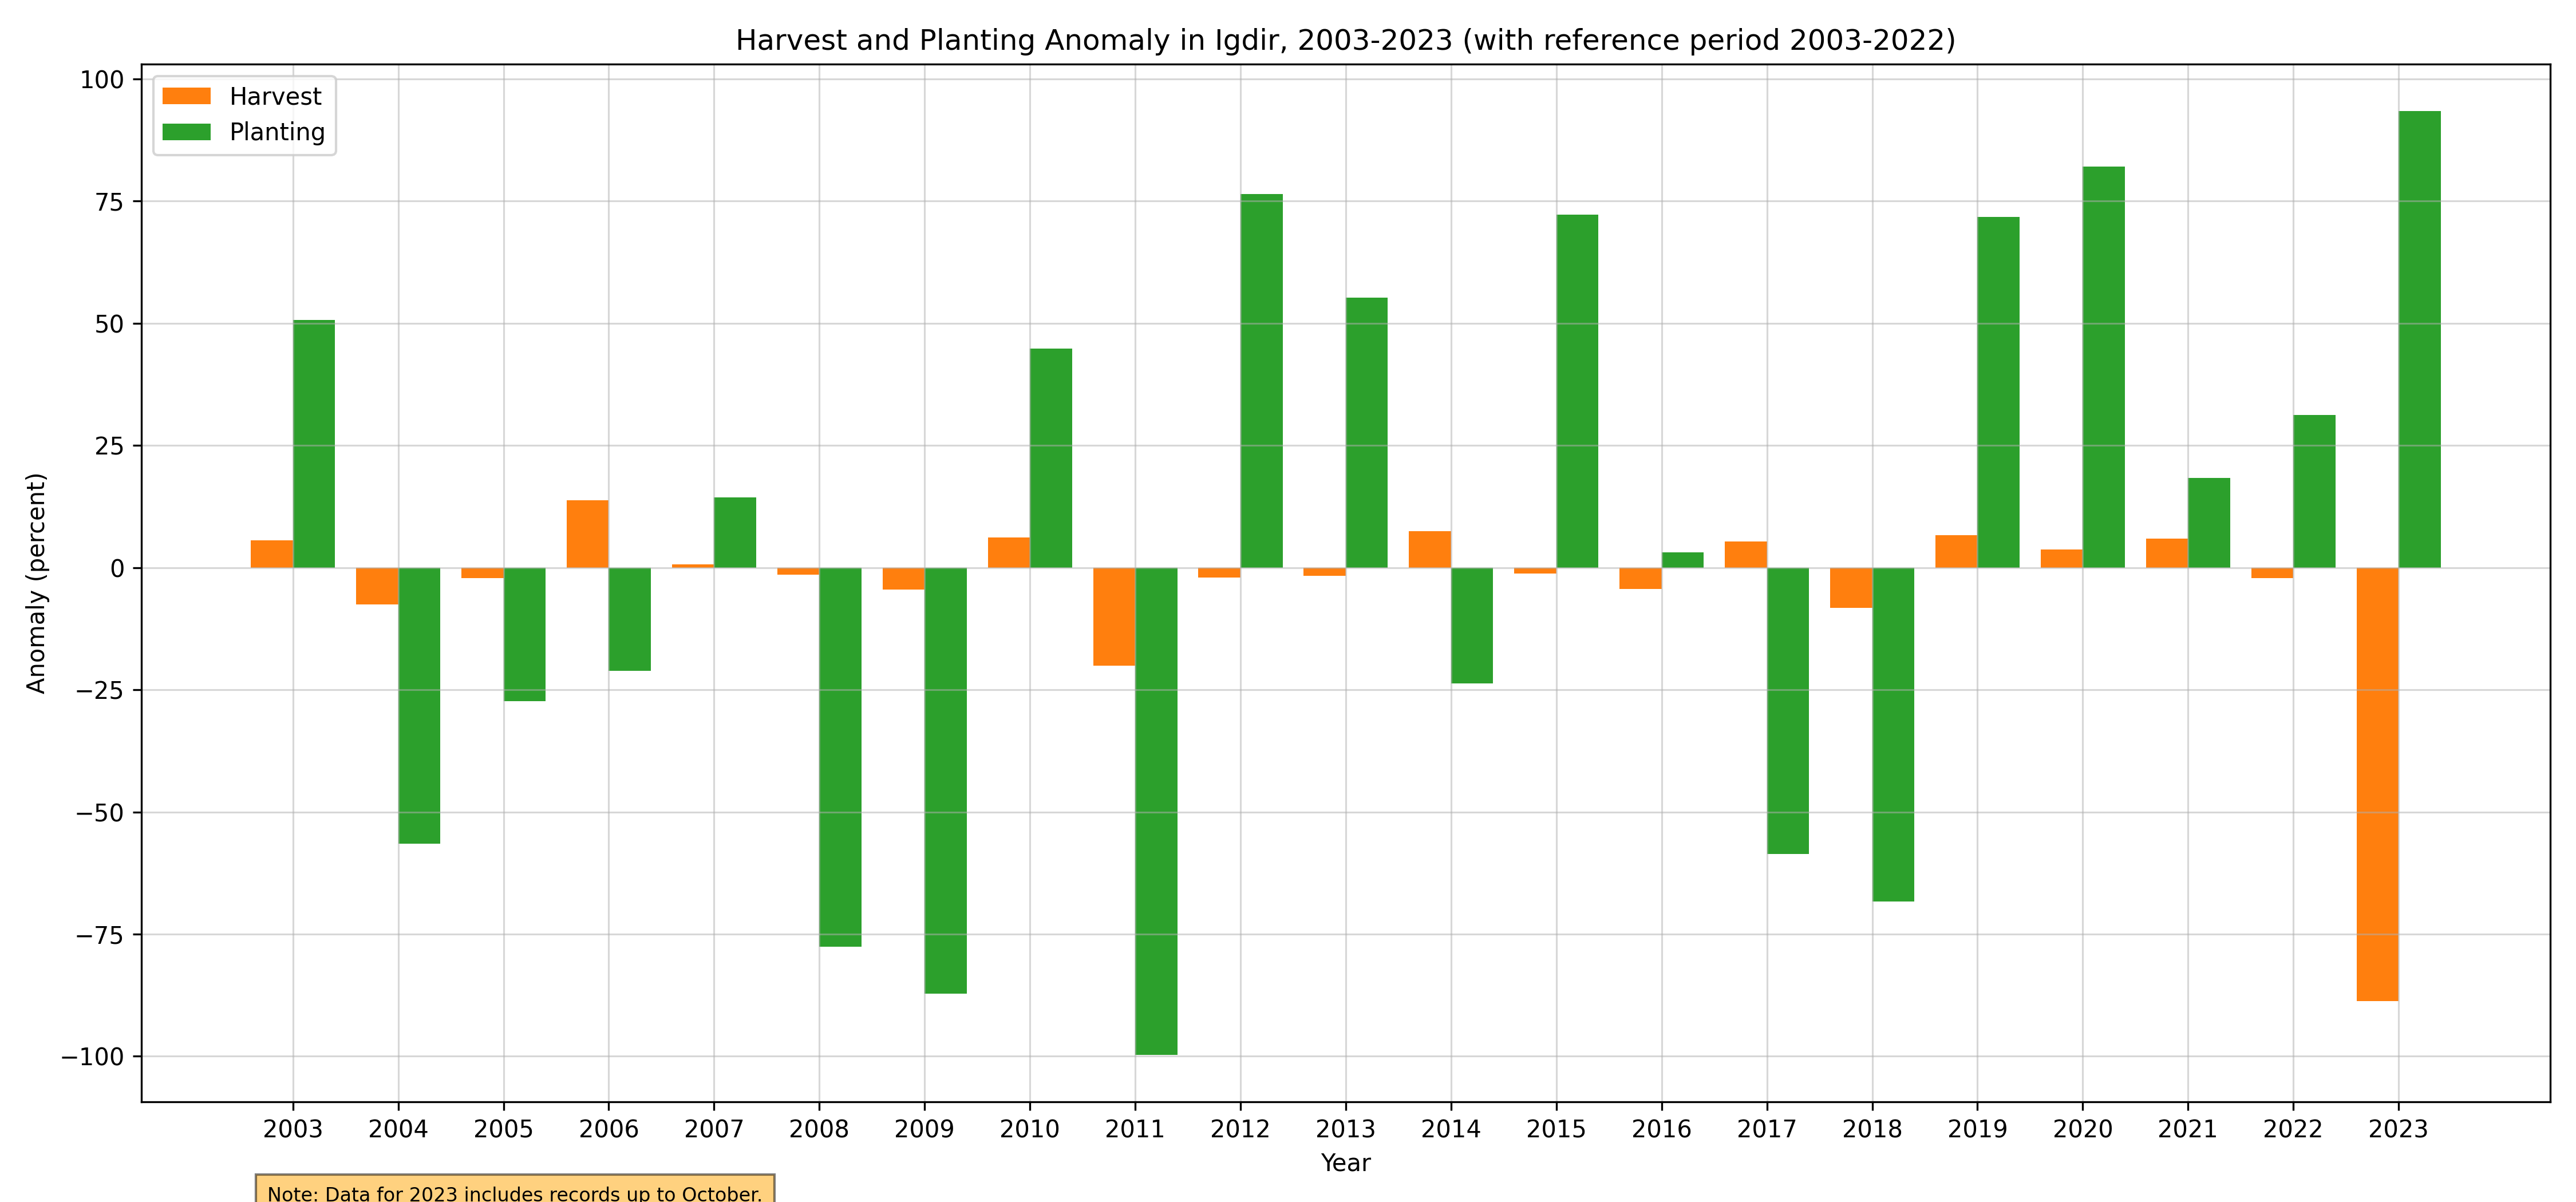 Harvest and Planting Anomaly in Igdir, 2003-2023 (with reference period 2003-2022)
Harvest
Planting
100
75
50
25
0
−25
−50
−75
−100
Anomaly (percent)
2003 2004 2005 2006 2007 2008 2009 2010 2011 2012 2013 2014 2015 2016 2017 2018 2019 2020 2021 2022 2023
Year
Note: Data for 2023 includes records up to October.